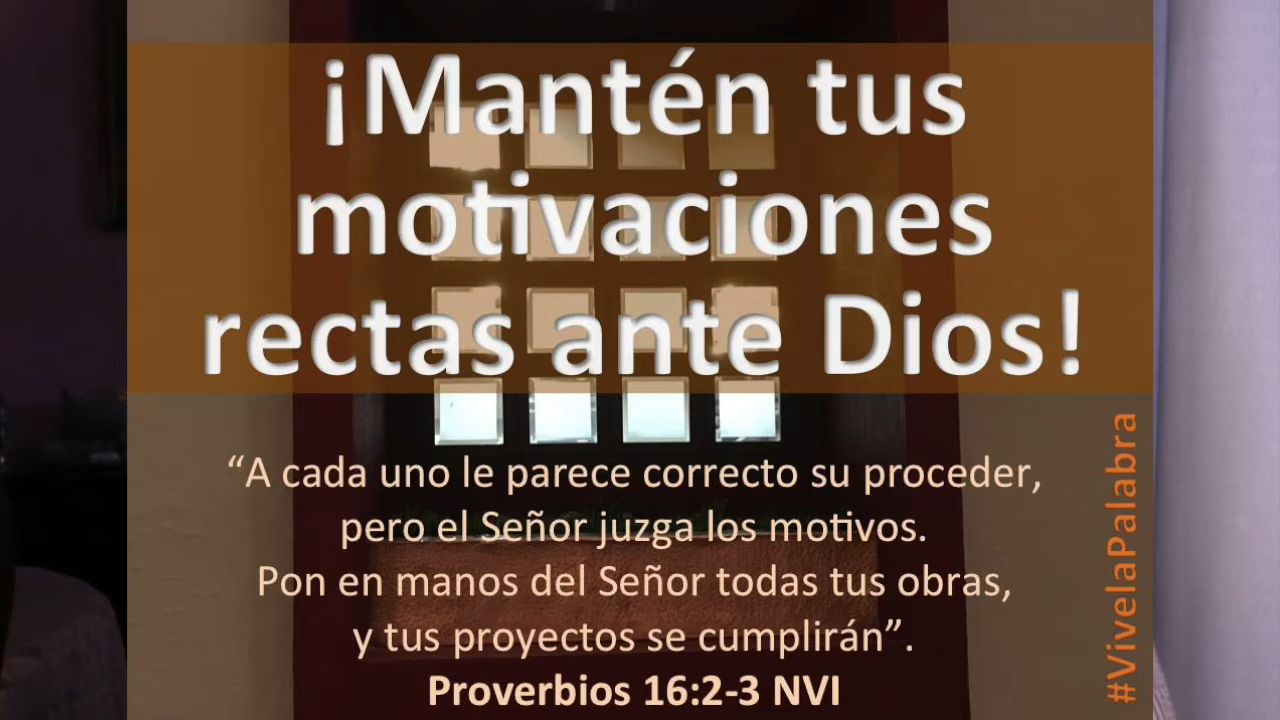 ¡Mantén tus
motivaciones
rectas ante Dios!
“A cada uno le parece correcto su proceder,
pero el Señor juzga los motivos.
Pon en manos del Señor todas tus obras,
y tus proyectos se cumplirán”.
Proverbios 16:2-3 NVI
#VivelaPalabra